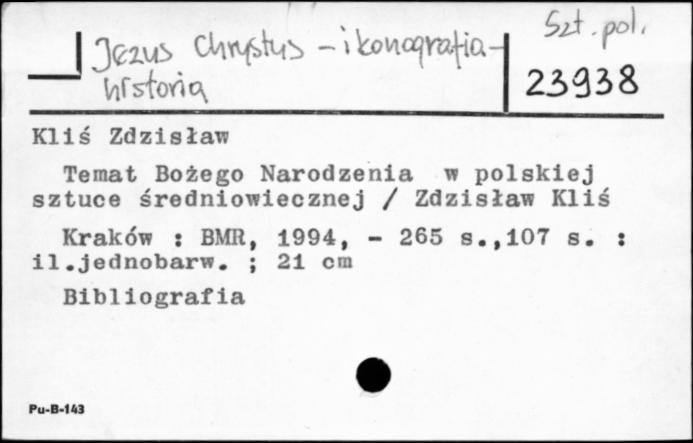 Szt. pol.
Jezus Chrystus - ikonografia -
historia
23938
Kliś Zdzisław
Temat Bożego Narodzenia w polskiej
sztuce średniowiecznej / Zdzisław Kliś
Kraków : BMR, 1994, - 265 s.,107 s. :
il.jednobarw. ; 21 cm
Bibliografia
Pu-B-143